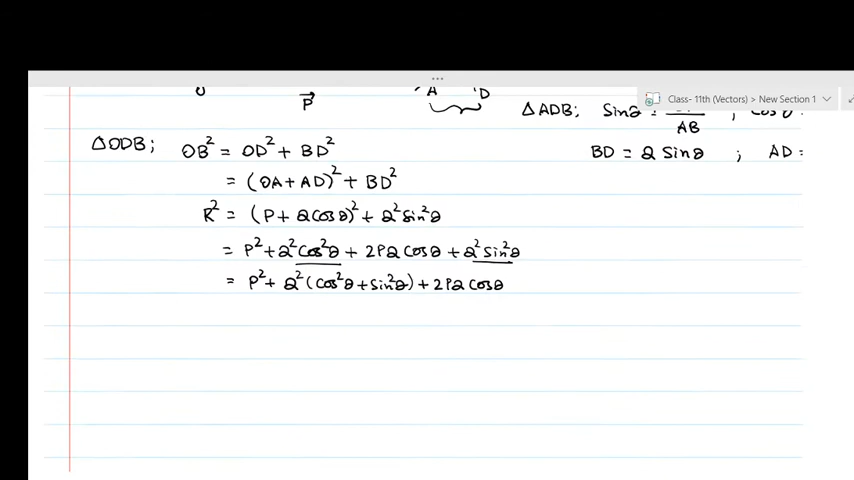 O A D
P⃗
Class- 11th (Vectors) > New Section 1
ΔADB; Sinθ = / AB ; Cosθ
ΔODB; OB² = OD² + BD²
BD = Q Sinθ ; AD =
= (OA + AD)² + BD²
R² = (P + Q Cosθ)² + Q² Sin²θ
= P² + Q² Cos²θ + 2PQ Cosθ + Q² Sin²θ
= P² + Q² (Cos²θ + Sin²θ) + 2PQ Cosθ